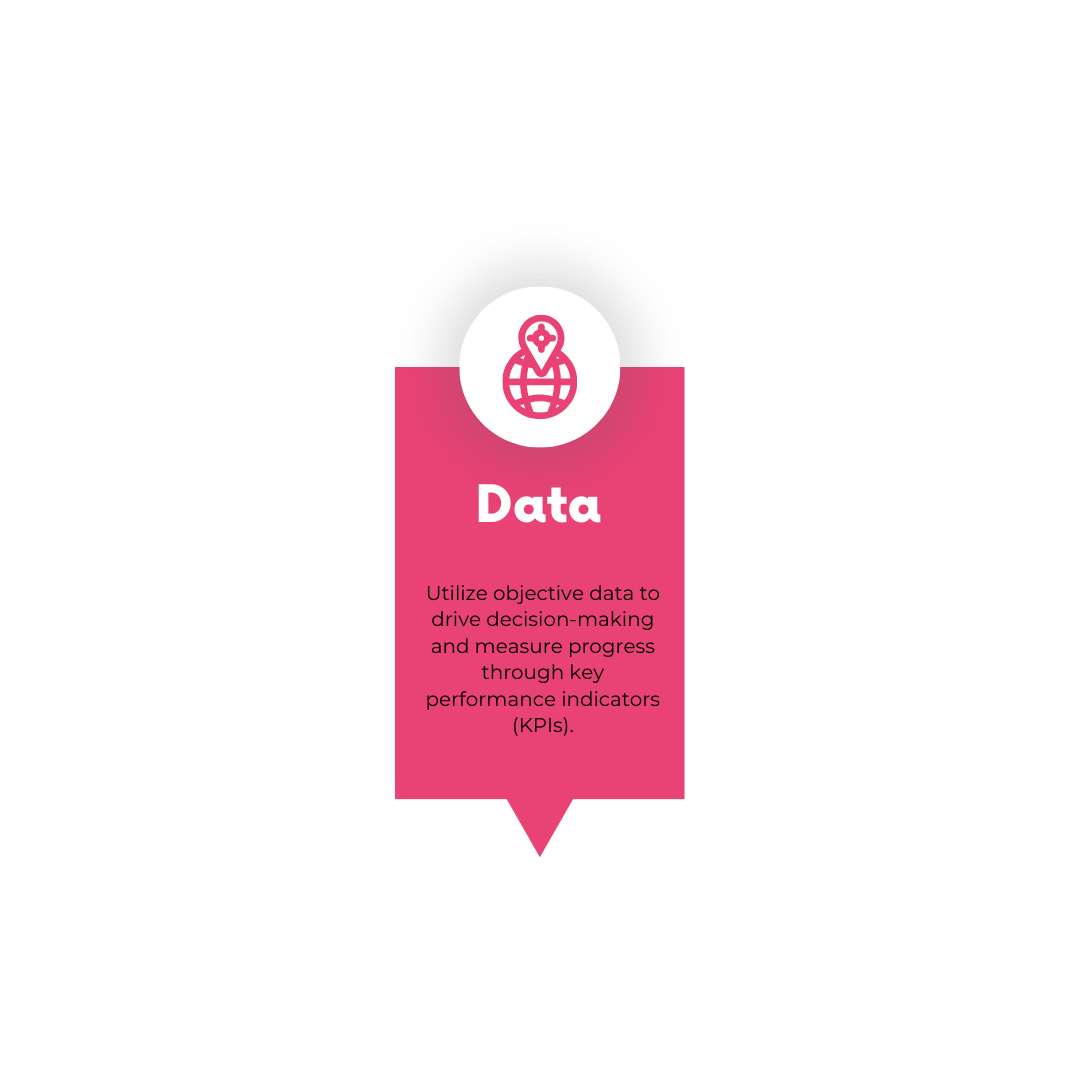 Data
Utilize objective data to
drive decision-making
and measure progress
through key
performance indicators
(KPIs).